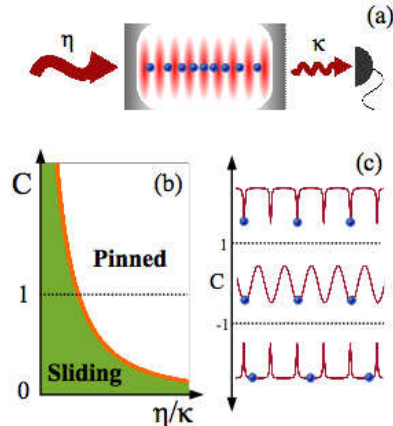 (a)
η
κ
(b)
C
Pinned
1
Sliding
0
η/κ
(c)
1
C
-1